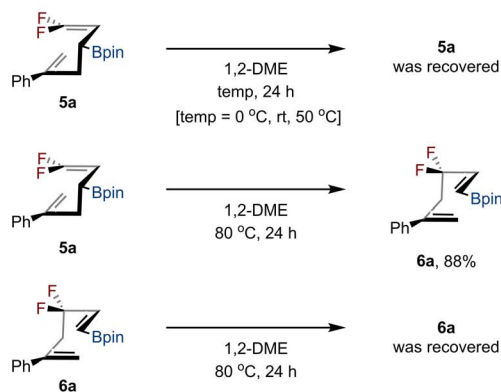 F
F
Bpin
Ph
5a
1,2-DME
temp, 24 h
[temp = 0 °C, rt, 50 °C]
5a
was recovered
F
F
Bpin
Ph
5a
1,2-DME
80 °C, 24 h
F
F
Bpin
Ph
6a, 88%
F
F
Bpin
Ph
6a
1,2-DME
80 °C, 24 h
6a
was recovered